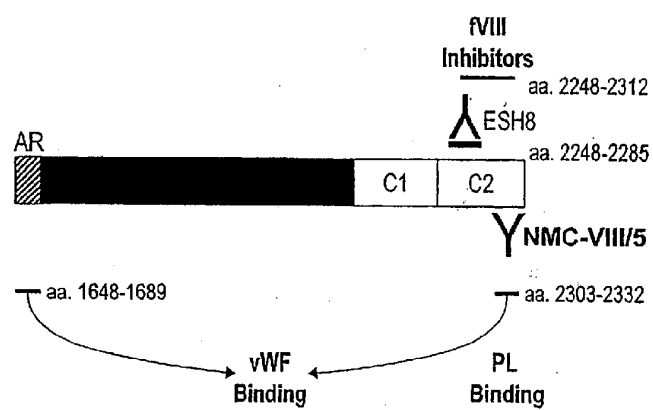 fVIII
Inhibitors
aa. 2248-2312
ESH8
AR
aa. 2248-2285
C1
C2
NMC-VIII/5
aa. 1648-1689
aa. 2303-2332
vWF
Binding
PL
Binding